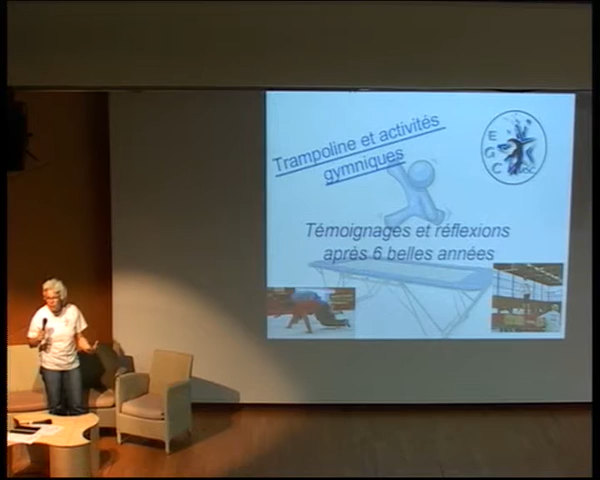 Trampoline et activités
gymniques
E
G
C
Témoignages et réflexions
après 6 belles années